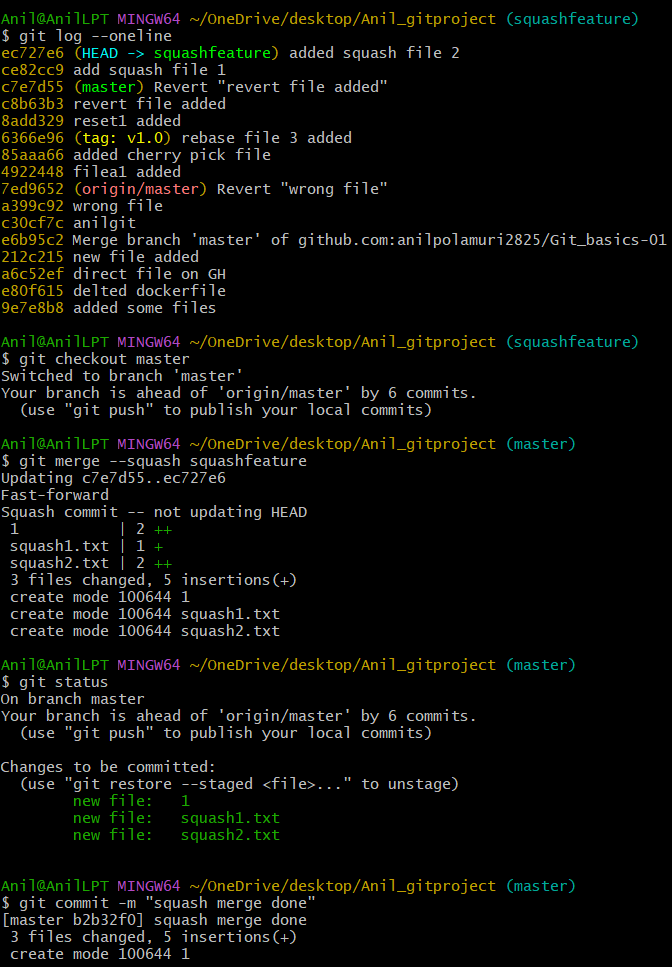 Anil@AnilLPT MINGW64 ~/OneDrive/desktop/Anil_gitproject (squashfeature)
$ git log --oneline
ec727e6 (HEAD -> squashfeature) added squash file 2
ce82cc9 add squash file 1
c7e7d55 (master) Revert "revert file added"
c8b63b3 revert file added
8add329 reset1 added
6366e96 (tag: v1.0) rebase file 3 added
85aaa66 added cherry pick file
4922448 filea1 added
7ed9652 (origin/master) Revert "wrong file"
a399c92 wrong file
c30cf7c anilgit
e6b95c2 Merge branch 'master' of github.com:anilpolamuri2825/Git_basics-01
212c215 new file added
a6c52ef direct file on GH
e80f615 delted dockerfile
9e7e8b8 added some files
Anil@AnilLPT MINGW64 ~/OneDrive/desktop/Anil_gitproject (squashfeature)
$ git checkout master
Switched to branch 'master'
Your branch is ahead of 'origin/master' by 6 commits.
  (use "git push" to publish your local commits)
Anil@AnilLPT MINGW64 ~/OneDrive/desktop/Anil_gitproject (master)
$ git merge --squash squashfeature
Updating c7e7d55..ec727e6
Fast-forward
Squash commit -- not updating HEAD
 1           | 2 ++
 squash1.txt | 1 +
 squash2.txt | 2 ++
 3 files changed, 5 insertions(+)
 create mode 100644 1
 create mode 100644 squash1.txt
 create mode 100644 squash2.txt
Anil@AnilLPT MINGW64 ~/OneDrive/desktop/Anil_gitproject (master)
$ git status
On branch master
Your branch is ahead of 'origin/master' by 6 commits.
  (use "git push" to publish your local commits)
Changes to be committed:
  (use "git restore --staged <file>..." to unstage)
        new file:   1
        new file:   squash1.txt
        new file:   squash2.txt
Anil@AnilLPT MINGW64 ~/OneDrive/desktop/Anil_gitproject (master)
$ git commit -m "squash merge done"
[master b2b32f0] squash merge done
 3 files changed, 5 insertions(+)
 create mode 100644 1